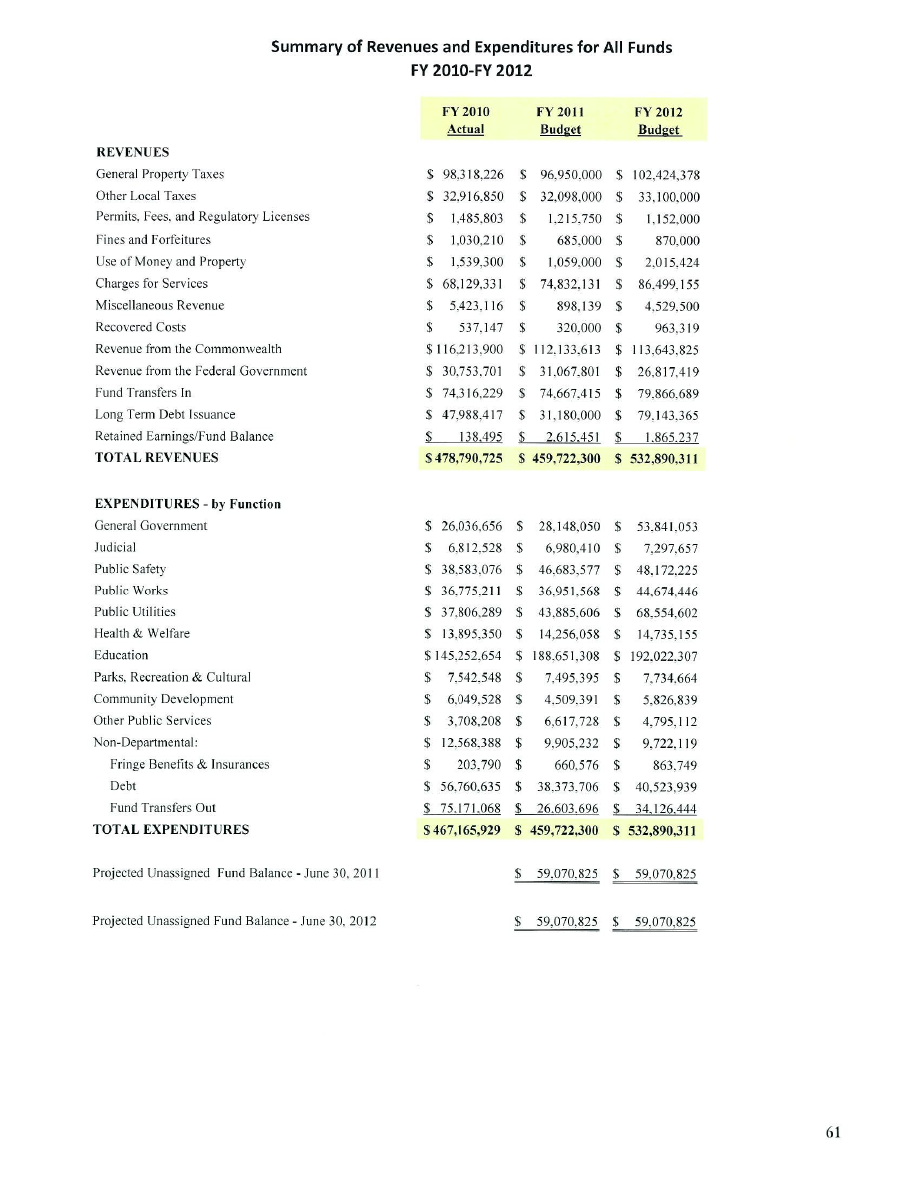 Summary of Revenues and Expenditures for All Funds
FY 2010-FY 2012
FY 2010 FY 2011 FY 2012
Actual Budget Budget
REVENUES
General Property Taxes $ 98,318,226 $ 96,950,000 $ 102,424,378
Other Local Taxes $ 32,916,850 $ 32,098,000 $ 33,100,000
Permits, Fees, and Regulatory Licenses $ 1,485,803 $ 1,215,750 $ 1,152,000
Fines and Forfeitures $ 1,030,210 $ 685,000 $ 870,000
Use of Money and Property $ 1,539,300 $ 1,059,000 $ 2,015,424
Charges for Services $ 68,129,331 $ 74,832,131 $ 86,499,155
Miscellaneous Revenue $ 5,423,116 $ 898,139 $ 4,529,500
Recovered Costs $ 537,147 $ 320,000 $ 963,319
Revenue from the Commonwealth $ 116,213,900 $ 112,133,613 $ 113,643,825
Revenue from the Federal Government $ 30,753,701 $ 31,067,801 $ 26,817,419
Fund Transfers In $ 74,316,229 $ 74,667,415 $ 79,866,689
Long Term Debt Issuance $ 47,988,417 $ 31,180,000 $ 79,143,365
Retained Earnings/Fund Balance $ 138,495 $ 2,615,451 $ 1,865,237
TOTAL REVENUES $ 478,790,725 $ 459,722,300 $ 532,890,311
EXPENDITURES - by Function
General Government $ 26,036,656 $ 28,148,050 $ 53,841,053
Judicial $ 6,812,528 $ 6,980,410 $ 7,297,657
Public Safety $ 38,583,076 $ 46,683,577 $ 48,172,225
Public Works $ 36,775,211 $ 36,951,568 $ 44,674,446
Public Utilities $ 37,806,289 $ 43,885,606 $ 68,554,602
Health & Welfare $ 13,895,350 $ 14,256,058 $ 14,735,155
Education $ 145,252,654 $ 188,651,308 $ 192,022,307
Parks, Recreation & Cultural $ 7,542,548 $ 7,495,395 $ 7,734,664
Community Development $ 6,049,528 $ 4,509,391 $ 5,826,839
Other Public Services $ 3,708,208 $ 6,617,728 $ 4,795,112
Non-Departmental: $ 12,568,388 $ 9,905,232 $ 9,722,119
Fringe Benefits & Insurances $ 203,790 $ 660,576 $ 863,749
Debt $ 56,760,635 $ 38,373,706 $ 40,523,939
Fund Transfers Out $ 75,171,068 $ 26,603,696 $ 34,126,444
TOTAL EXPENDITURES $ 467,165,929 $ 459,722,300 $ 532,890,311
Projected Unassigned Fund Balance - June 30, 2011 $ 59,070,825 $ 59,070,825
Projected Unassigned Fund Balance - June 30, 2012 $ 59,070,825 $ 59,070,825
61